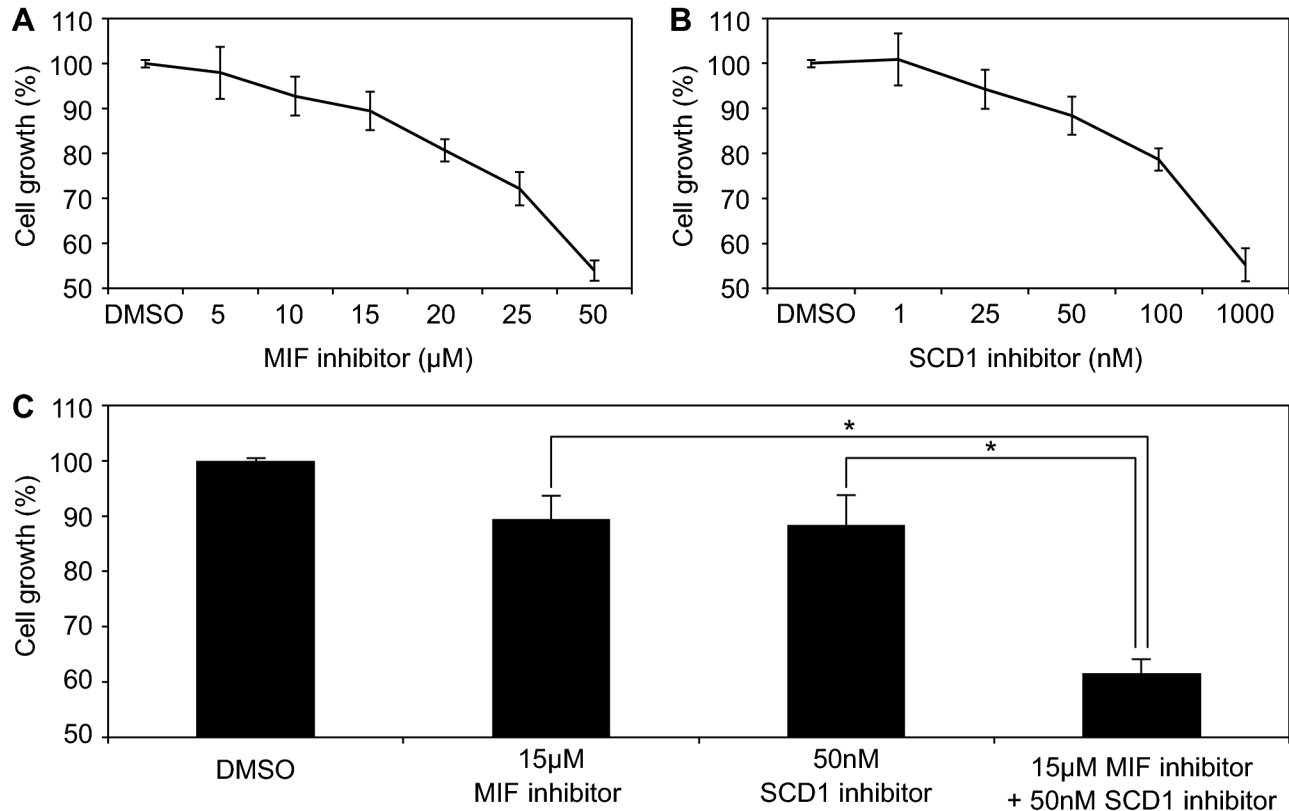 A
110
100
90
80
70
60
50
Cell growth (%)
DMSO 5 10 15 20 25 50
MIF inhibitor (µM)
B
110
100
90
80
70
60
50
Cell growth (%)
DMSO 1 25 50 100 1000
SCD1 inhibitor (nM)
C
110
100
90
80
70
60
50
Cell growth (%)
*
*
DMSO
15µM
MIF inhibitor
50nM
SCD1 inhibitor
15µM MIF inhibitor
+ 50nM SCD1 inhibitor